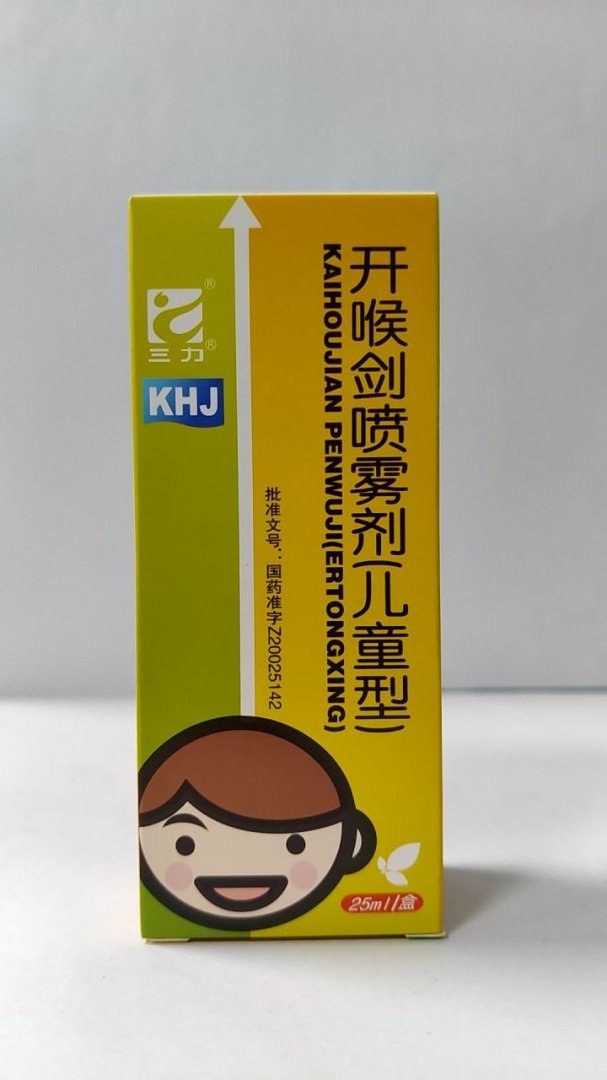 ®
三力®
KHJ
开喉剑喷雾剂(儿童型)
KAIHOUJIAN PENWUJI(ERTONGXING)
批准文号：国药准字Z20025142
25ml/盒